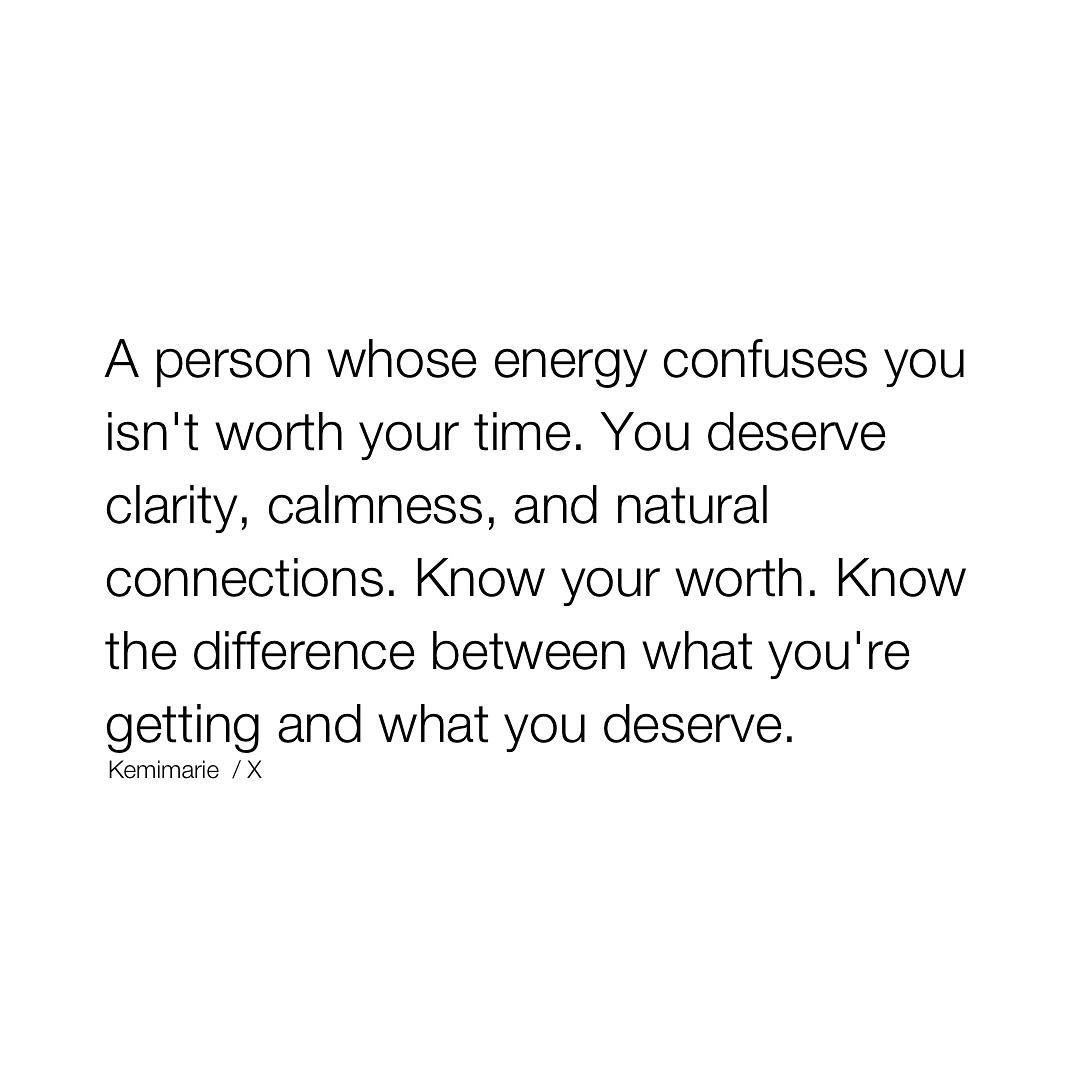 A person whose energy confuses you
isn't worth your time. You deserve
clarity, calmness, and natural
connections. Know your worth. Know
the difference between what you're
getting and what you deserve.
Kemimarie / X